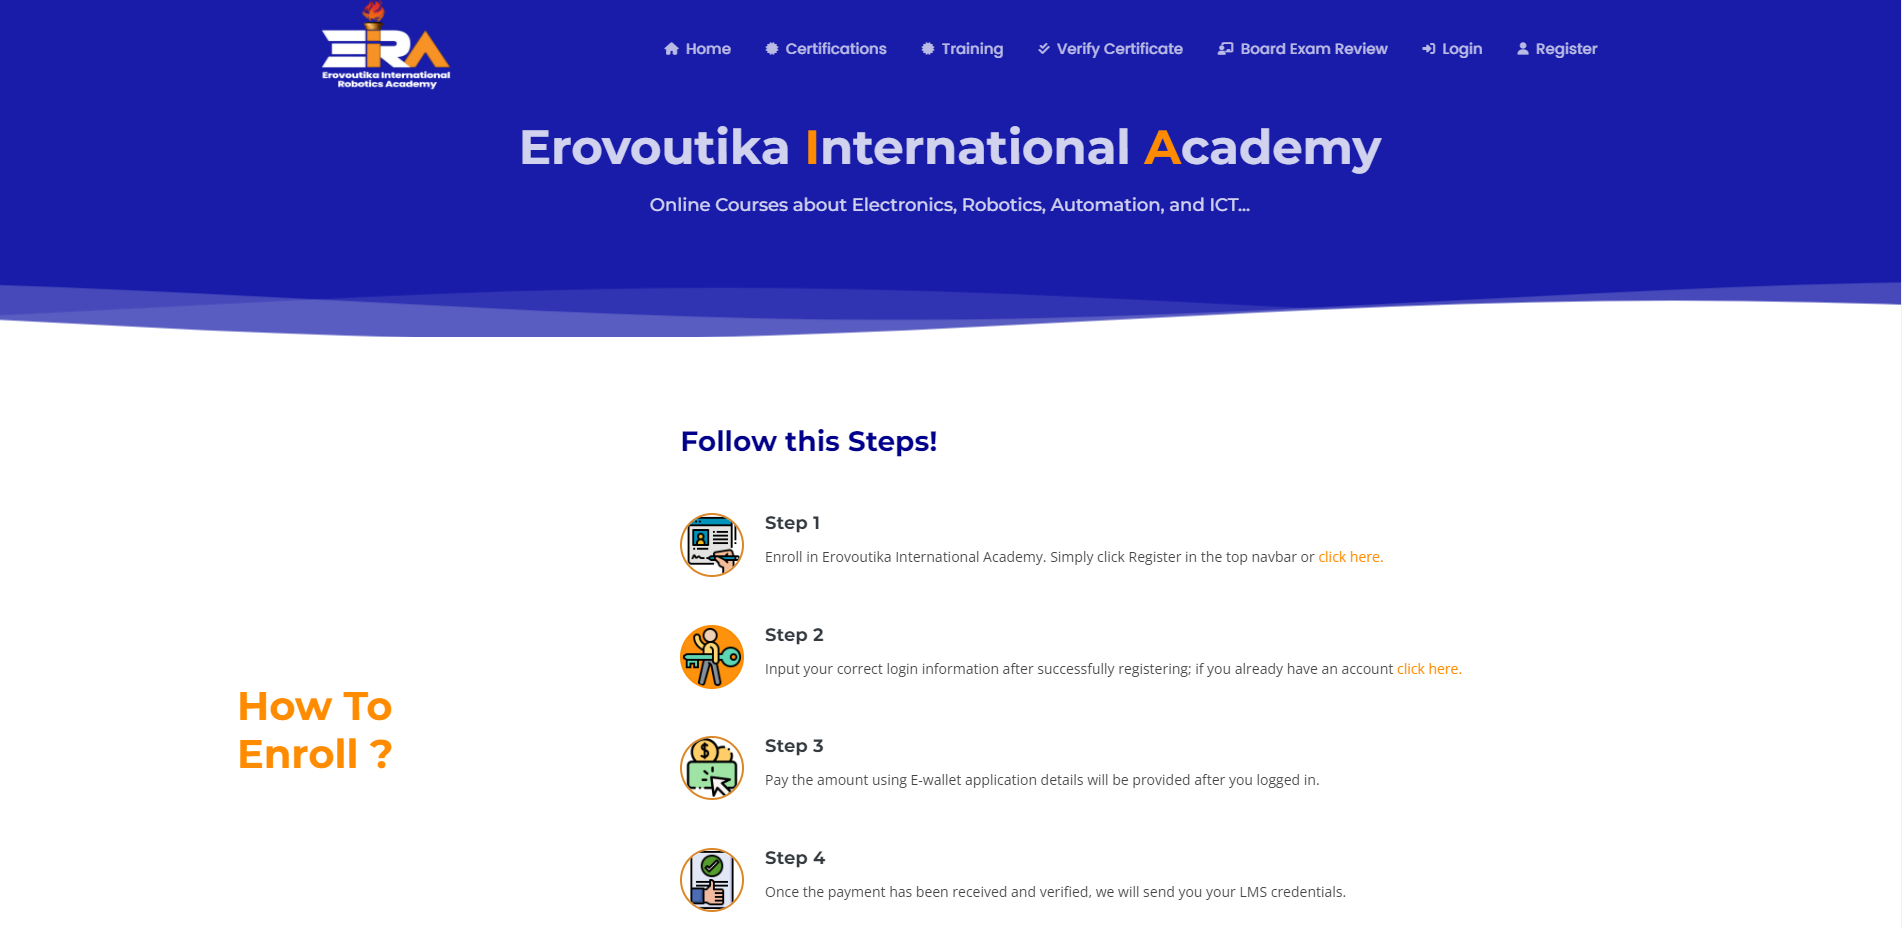 ERA
Erovoutika International
Robotics Academy
Home Certifications Training Verify Certificate Board Exam Review Login Register
Erovoutika International Academy
Online Courses about Electronics, Robotics, Automation, and ICT...
Follow this Steps!
Step 1
Enroll in Erovoutika International Academy. Simply click Register in the top navbar or click here.
Step 2
Input your correct login information after successfully registering; if you already have an account click here.
How To
Enroll ?
Step 3
Pay the amount using E-wallet application details will be provided after you logged in.
Step 4
Once the payment has been received and verified, we will send you your LMS credentials.